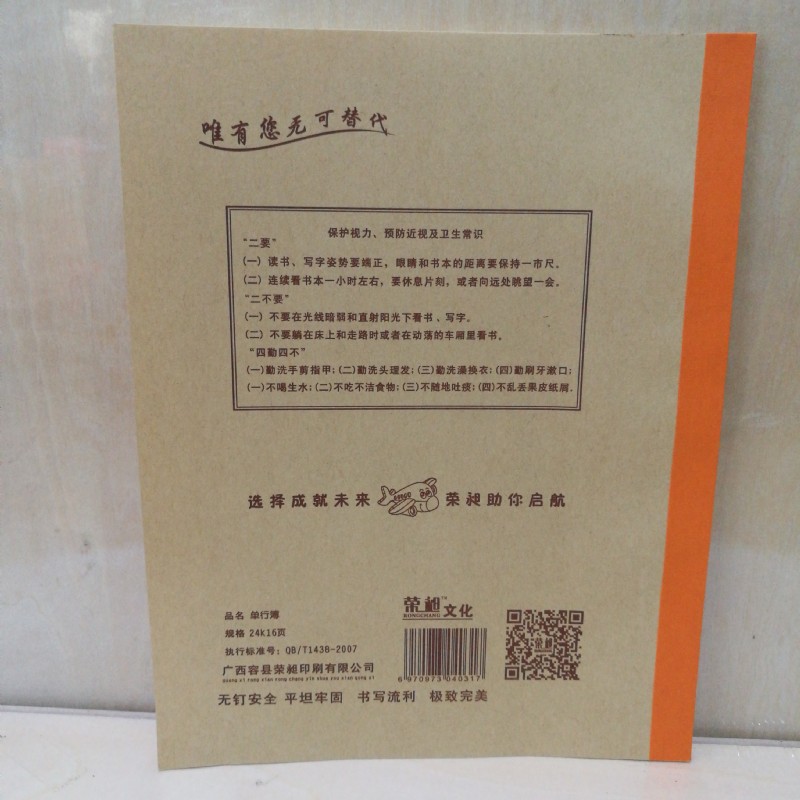 唯有您无可替代
保护视力、预防近视及卫生常识
“二要”
(一) 读书、写字姿势要端正，眼睛和书本的距离要保持一市尺。
(二) 连续看书本一小时左右，要休息片刻，或者向远处眺望一会。
“二不要”
(一) 不要在光线暗弱和直射阳光下看书、写字。
(二) 不要躺在床上和走路时或者在动荡的车厢里看书。
“四勤四不”
(一)勤洗手剪指甲;(二)勤洗头理发;(三)勤洗澡换衣;(四)勤刷牙漱口;
(一)不喝生水;(二)不吃不洁食物;(三)不随地吐痰;(四)不乱丢果皮纸屑.
选择成就未来 荣昶助你启航
荣昶™文化
RONGCHANG
品名 单行簿
规格 24K16页
执行标准号：QB/T1438-2007
广西容县荣昶印刷有限公司
6 970973 040317
荣昶
无钉安全 平坦牢固 书写流利 极致完美